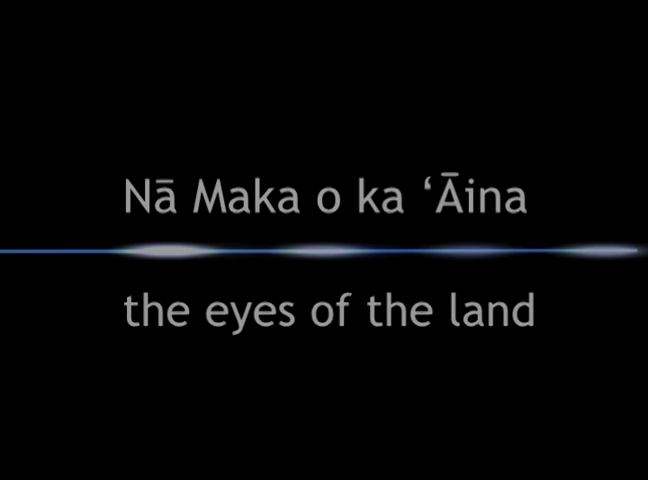 Nā Maka o ka ʻĀina
the eyes of the land